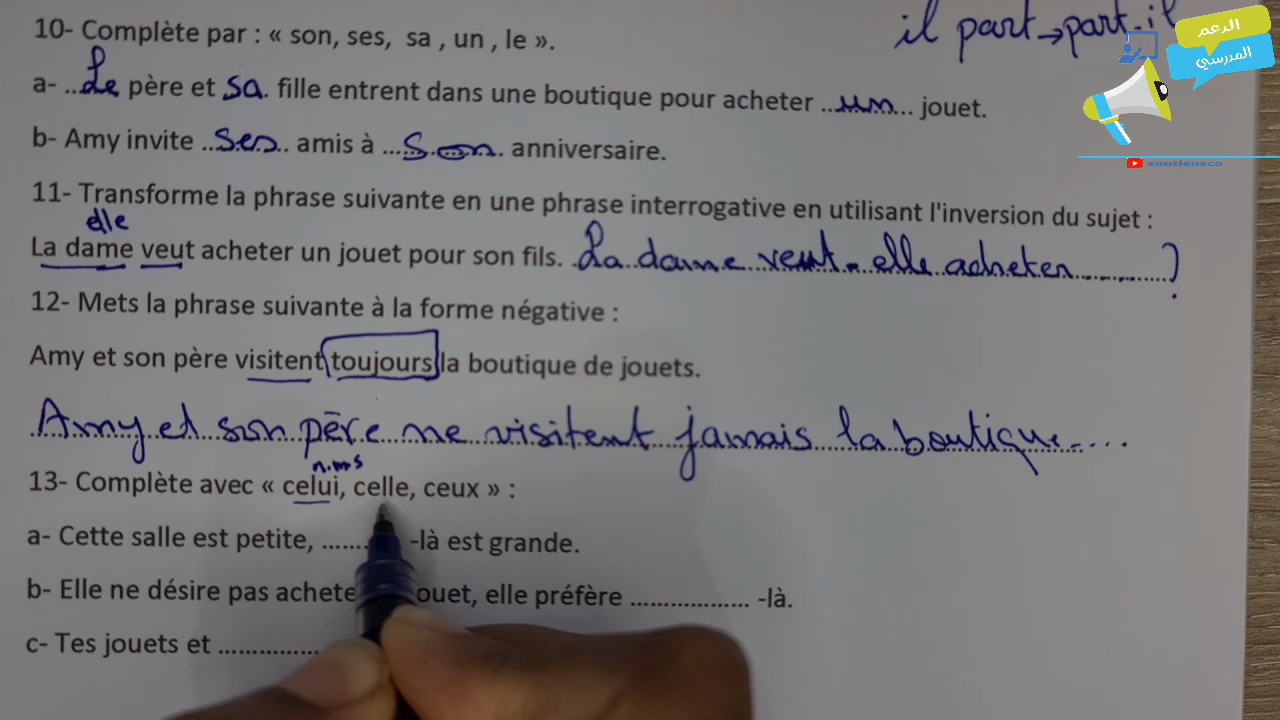 il part → part-il
الدعم
المدرسي
soutiensco
10- Complète par : « son, ses, sa , un , le ».
a- ...Le père et sa. fille entrent dans une boutique pour acheter ...un... jouet.
b- Amy invite ...ses... amis à ...son... anniversaire.
11- Transforme la phrase suivante en une phrase interrogative en utilisant l'inversion du sujet :
elle
La dame veut acheter un jouet pour son fils. La dame veut-elle acheter..........?
12- Mets la phrase suivante à la forme négative :
Amy et son père visitent toujours la boutique de jouets.
Amy et son père ne visitent jamais la boutique....
n.m.s
13- Complète avec « celui, celle, ceux » :
a- Cette salle est petite, ....... -là est grande.
b- Elle ne désire pas achete ouet, elle préfère .................. -là.
c- Tes jouets et ...............